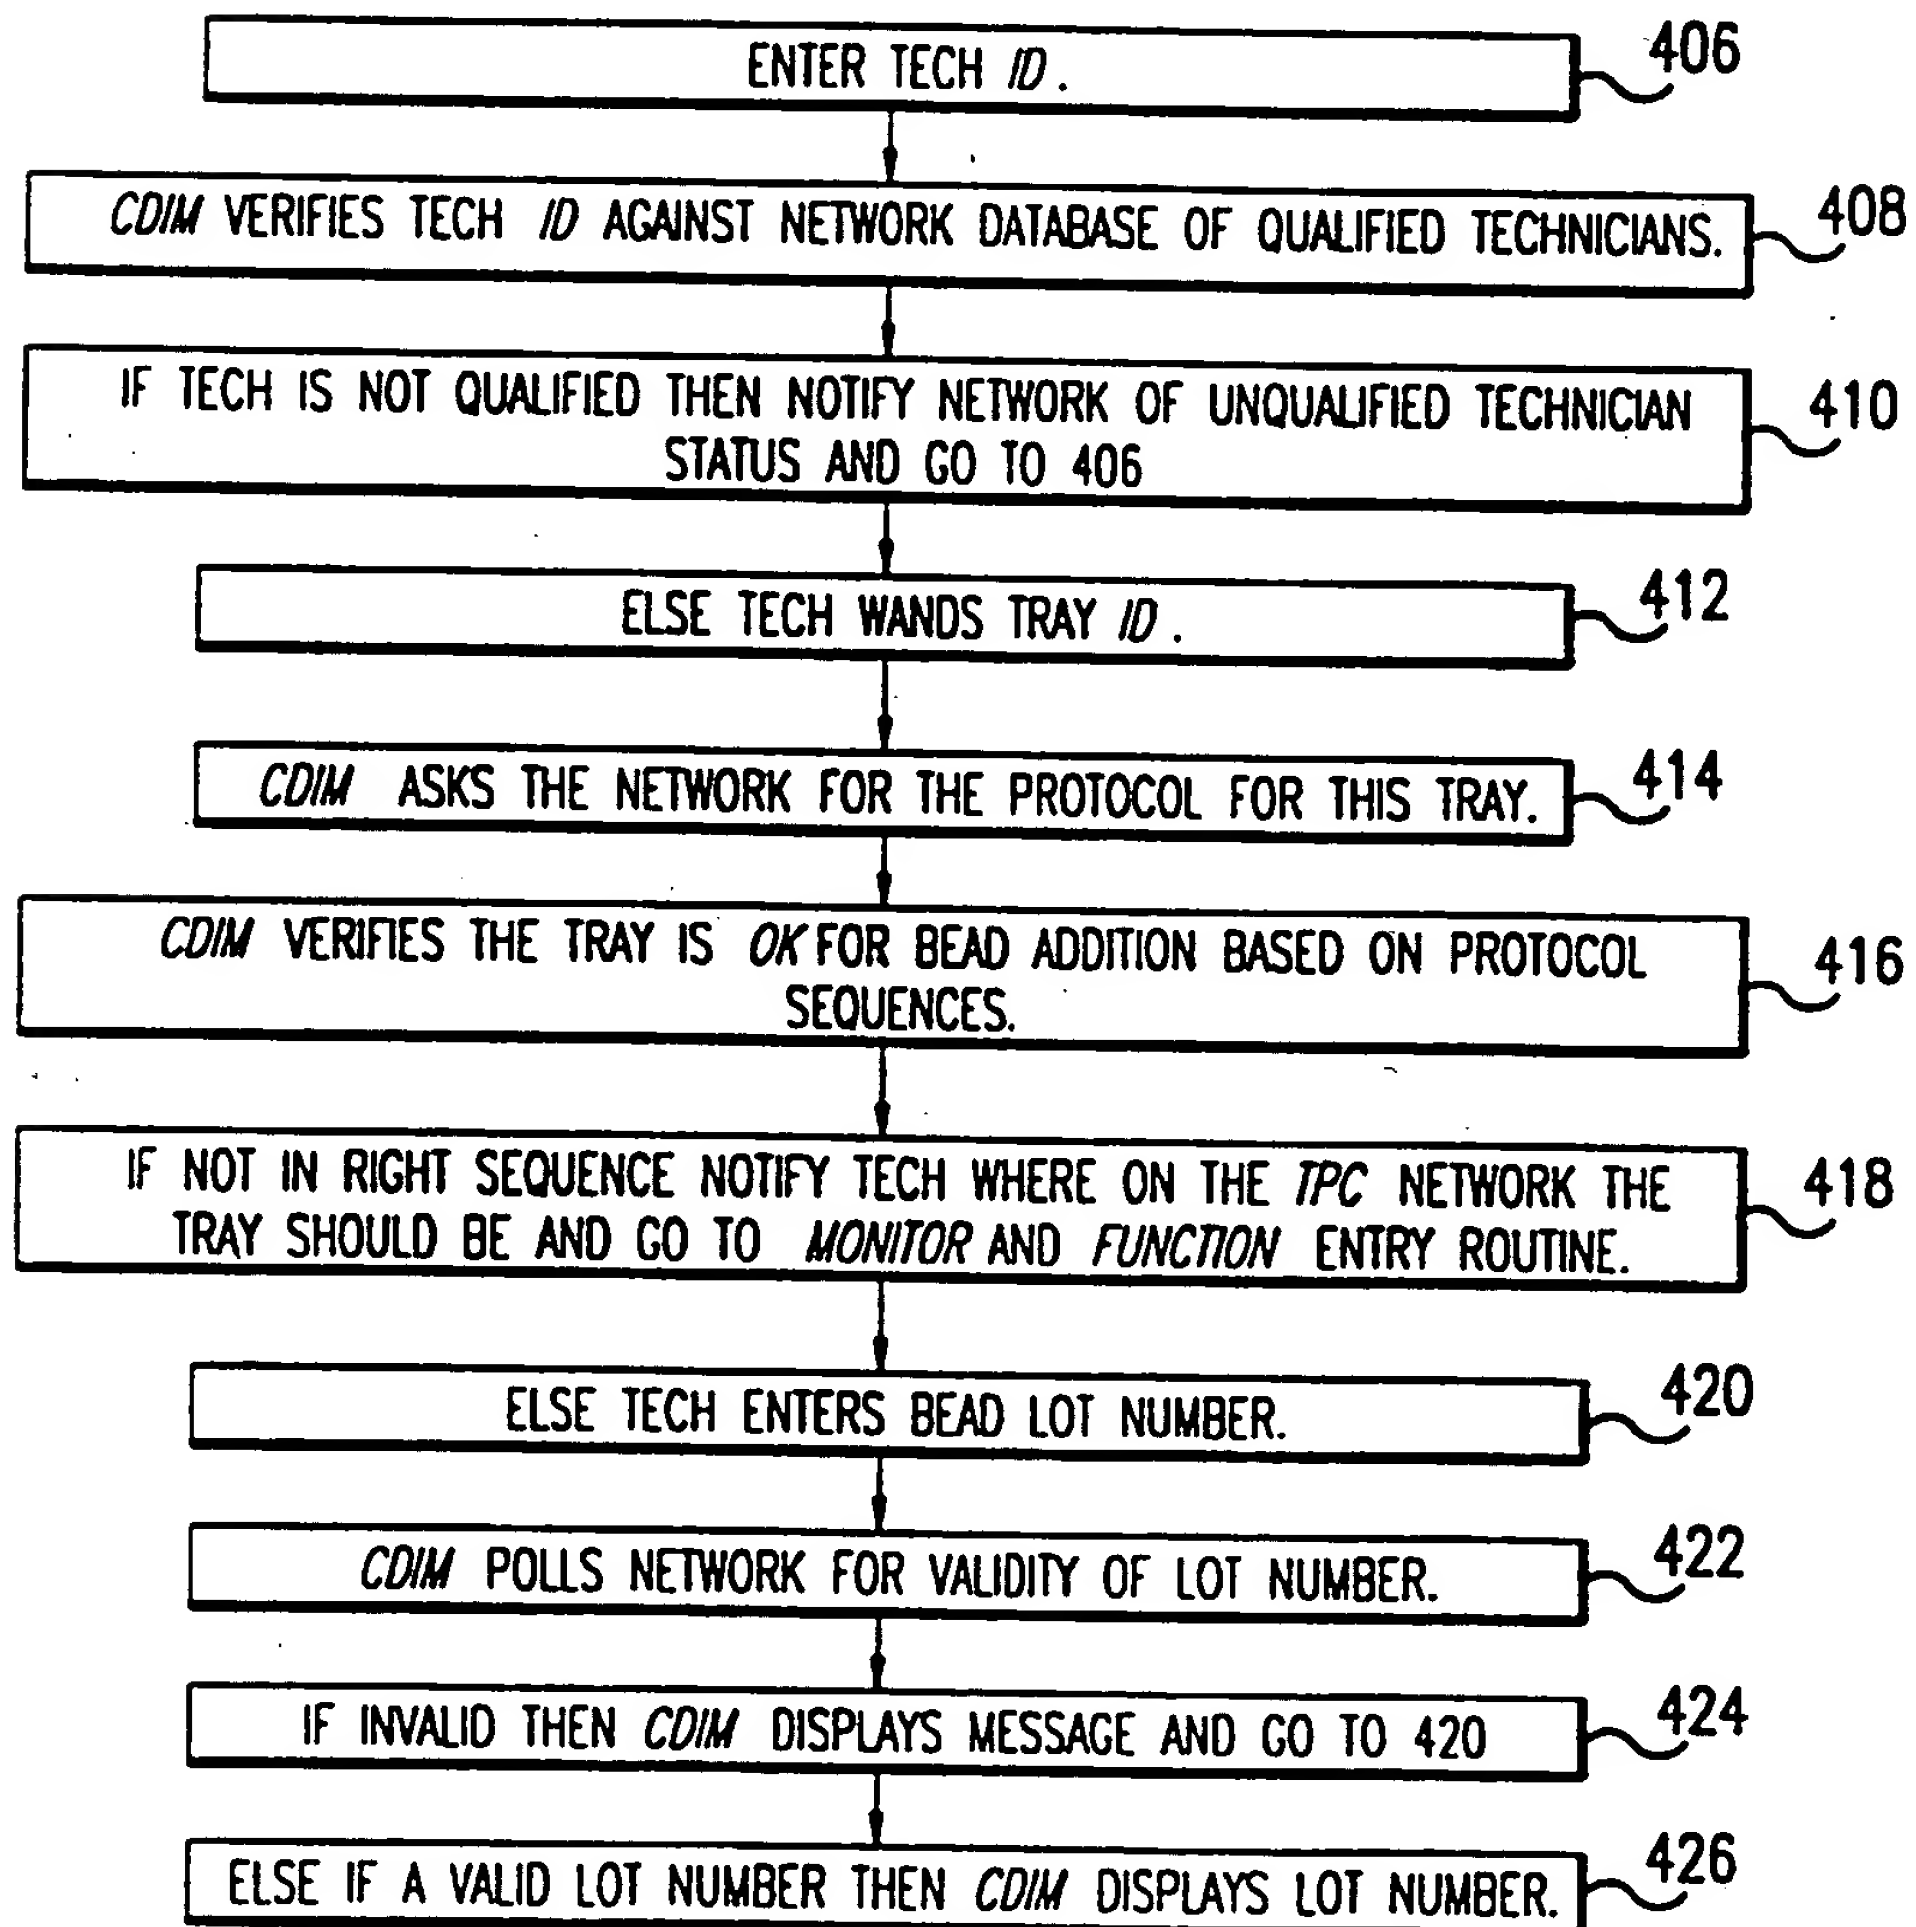 ENTER TECH ID.
406
CDIM VERIFIES TECH ID AGAINST NETWORK DATABASE OF QUALIFIED TECHNICIANS.
408
IF TECH IS NOT QUALIFIED THEN NOTIFY NETWORK OF UNQUALIFIED TECHNICIAN
STATUS AND GO TO 406
410
ELSE TECH WANDS TRAY ID.
412
CDIM ASKS THE NETWORK FOR THE PROTOCOL FOR THIS TRAY.
414
CDIM VERIFIES THE TRAY IS OK FOR BEAD ADDITION BASED ON PROTOCOL
SEQUENCES.
416
IF NOT IN RIGHT SEQUENCE NOTIFY TECH WHERE ON THE TPC NETWORK THE
TRAY SHOULD BE AND GO TO MONITOR AND FUNCTION ENTRY ROUTINE.
418
ELSE TECH ENTERS BEAD LOT NUMBER.
420
CDIM POLLS NETWORK FOR VALIDITY OF LOT NUMBER.
422
IF INVALID THEN CDIM DISPLAYS MESSAGE AND GO TO 420
424
ELSE IF A VALID LOT NUMBER THEN CDIM DISPLAYS LOT NUMBER.
426